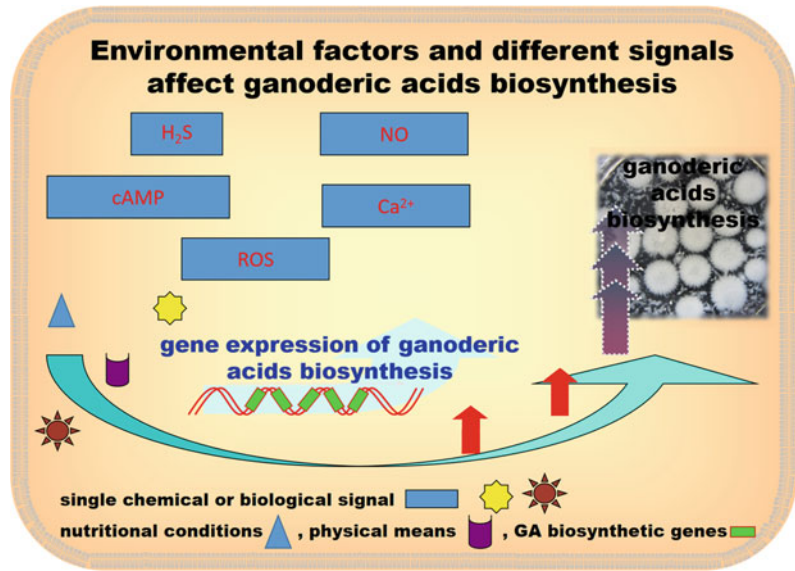 Environmental factors and different signals
affect ganoderic acids biosynthesis
H₂S
NO
cAMP
Ca²⁺
ROS
ganoderic
acids
biosynthesis
gene expression of ganoderic
acids biosynthesis
single chemical or biological signal
nutritional conditions , physical means , GA biosynthetic genes